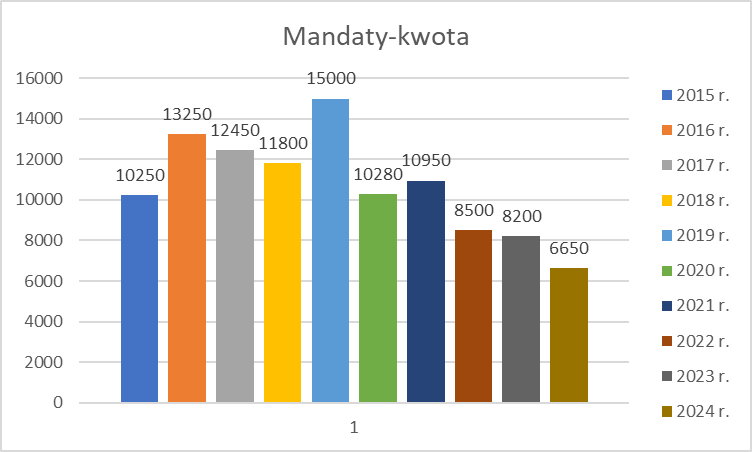 Mandaty-kwota
16000
14000
12000
10000
8000
6000
4000
2000
0
10250
13250
12450
11800
15000
10280
10950
8500
8200
6650
1
2015 r.
2016 r.
2017 r.
2018 r.
2019 r.
2020 r.
2021 r.
2022 r.
2023 r.
2024 r.